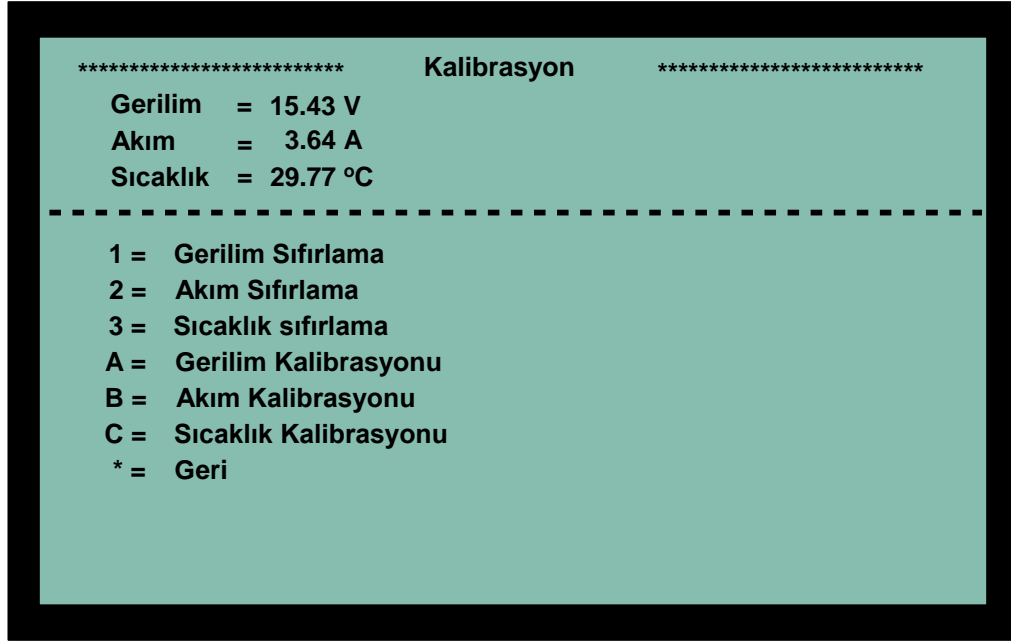 ************************** Kalibrasyon **************************
Gerilim = 15.43 V
Akım = 3.64 A
Sıcaklık = 29.77 ºC
1 = Gerilim Sıfırlama
2 = Akım Sıfırlama
3 = Sıcaklık sıfırlama
A = Gerilim Kalibrasyonu
B = Akım Kalibrasyonu
C = Sıcaklık Kalibrasyonu
* = Geri